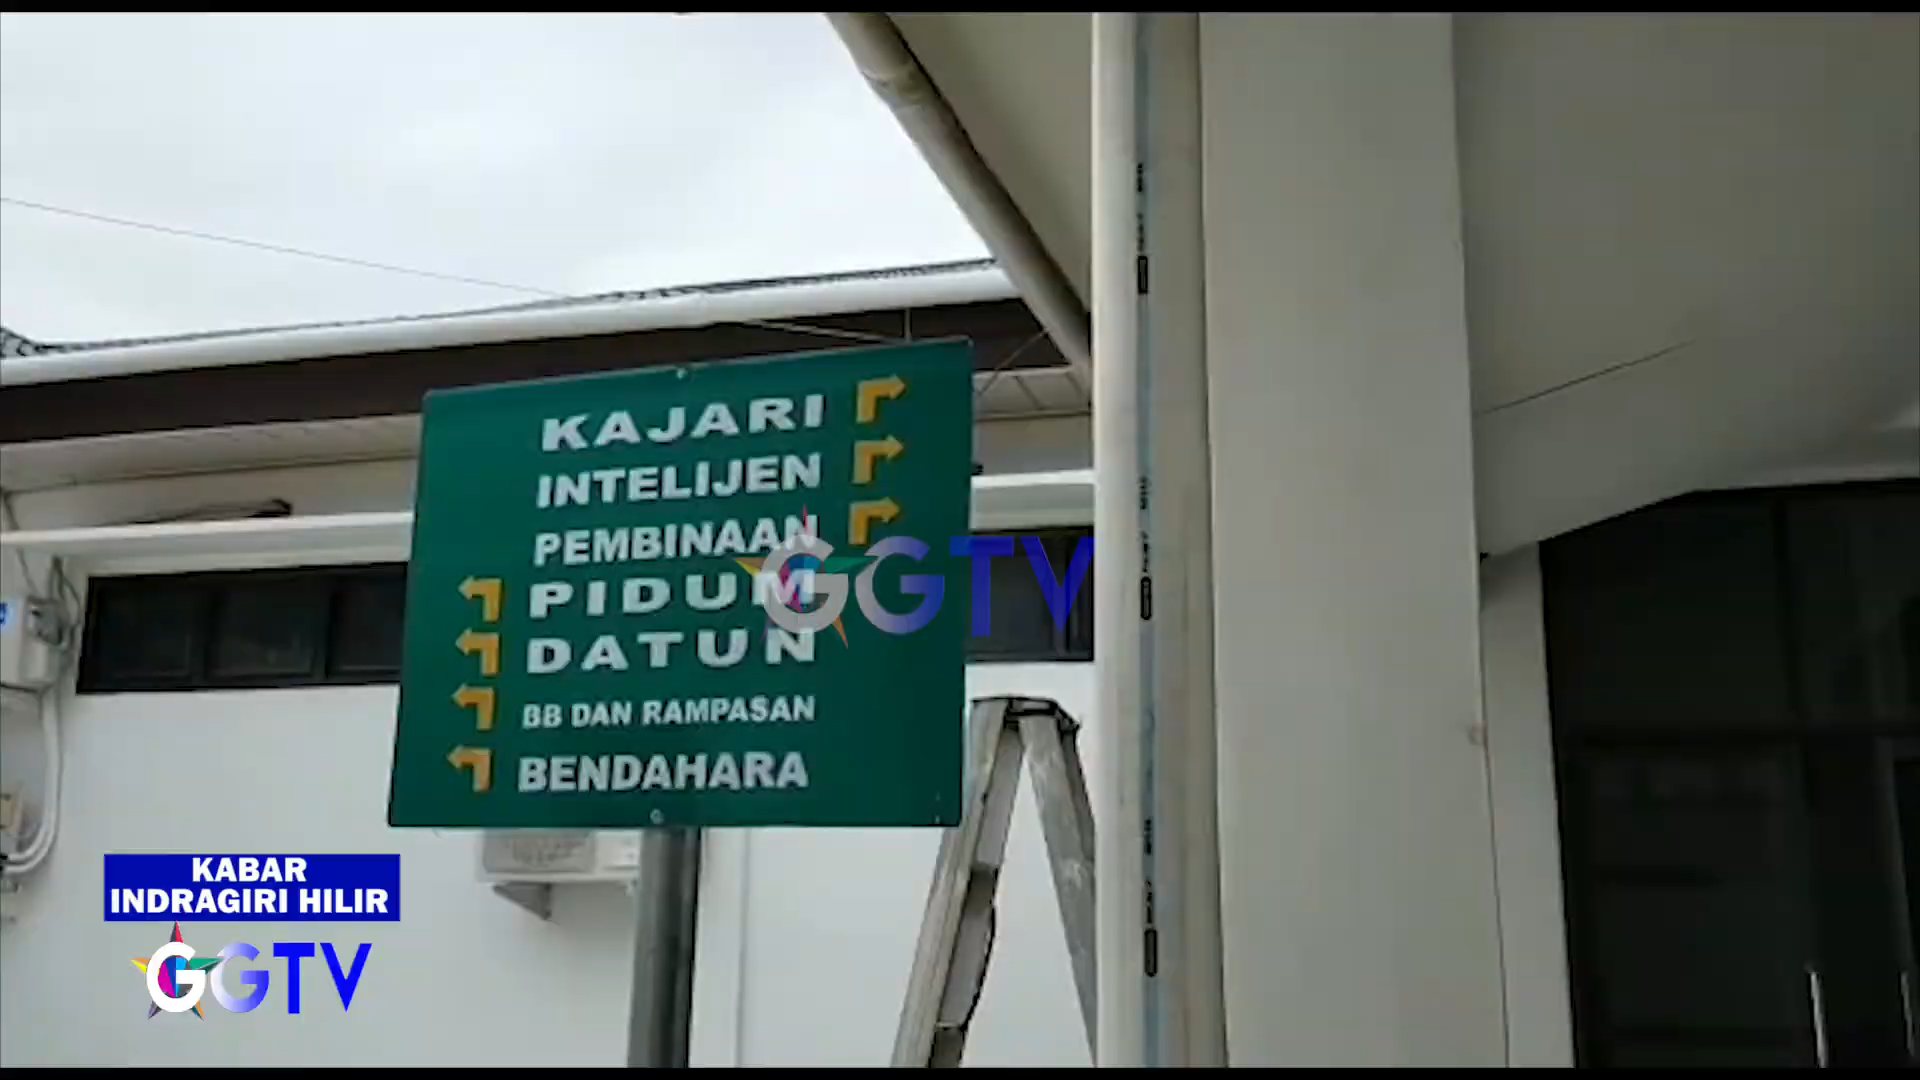 KAJARI
INTELIJEN
PEMBINAAN
PIDUM
DATUN
BB DAN RAMPASAN
BENDAHARA
GGTV
KABAR
INDRAGIRI HILIR
GGTV